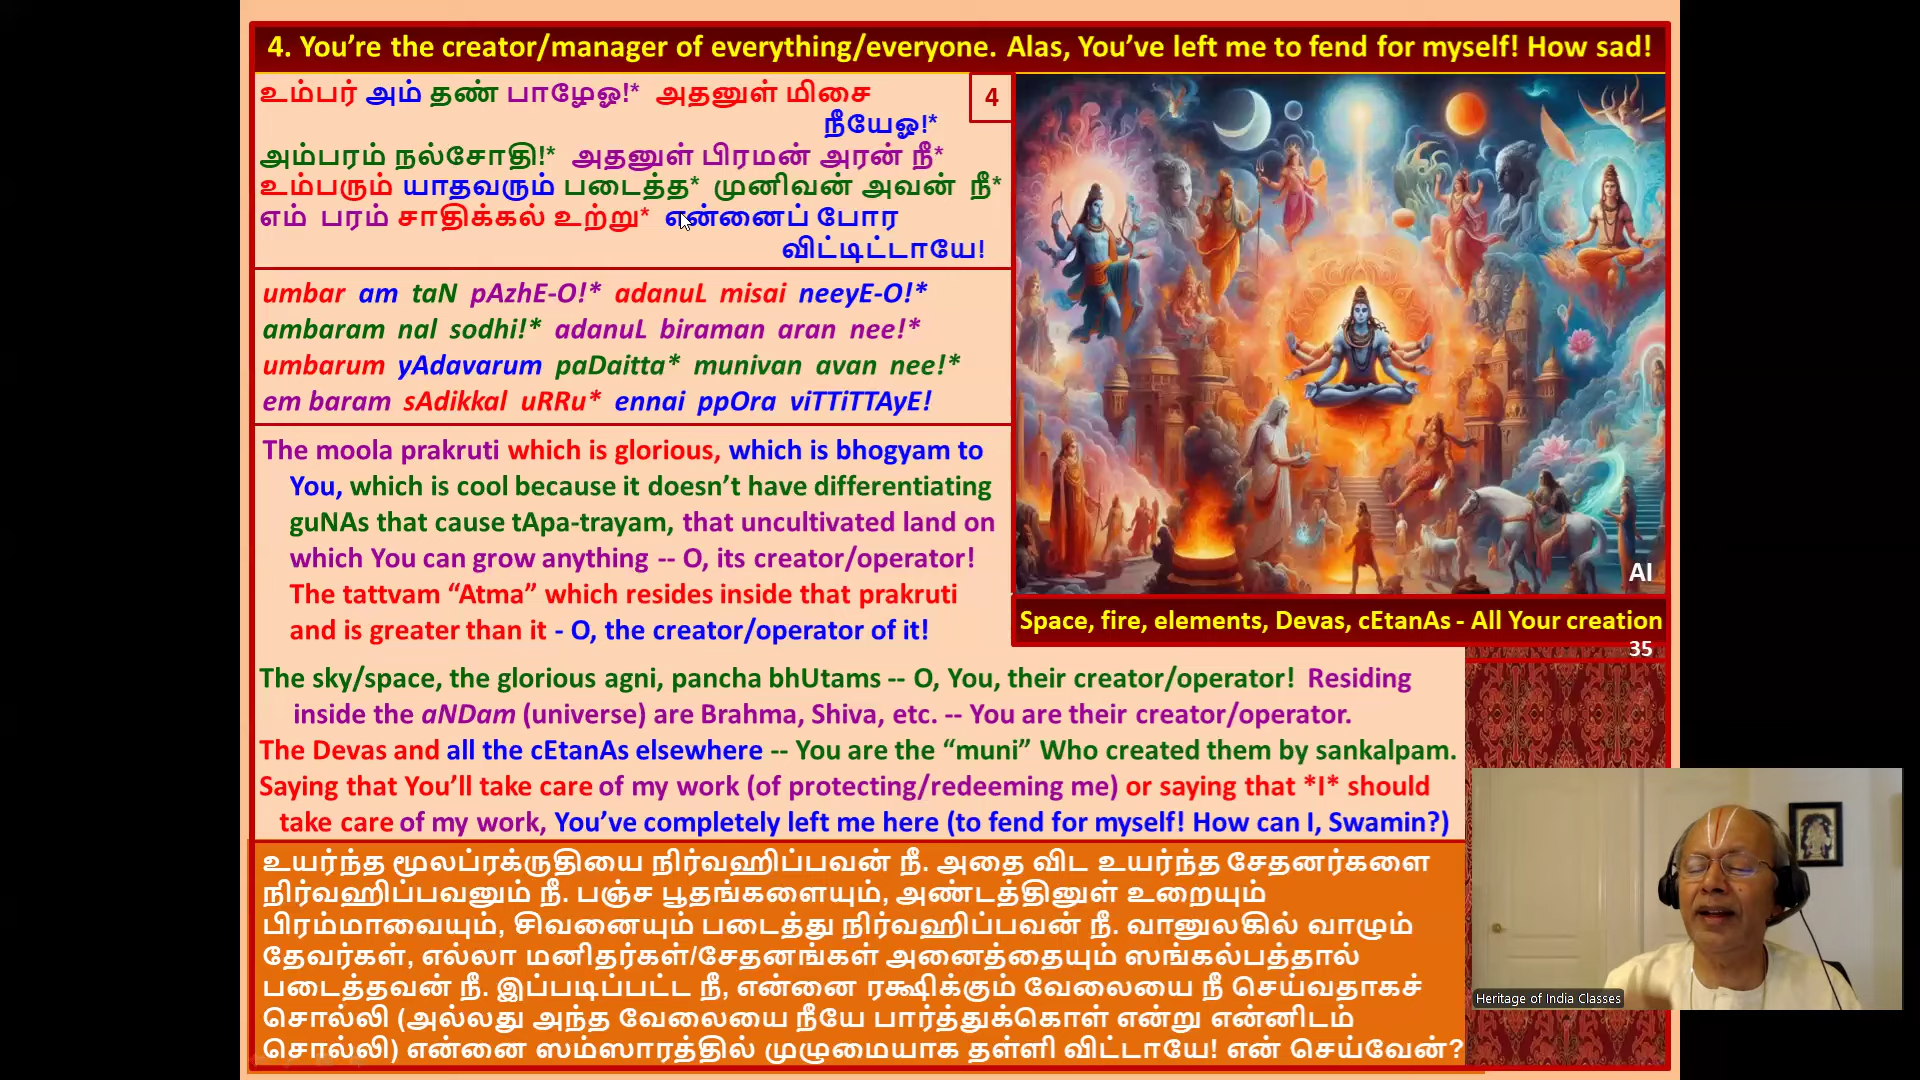 4. You’re the creator/manager of everything/everyone. Alas, You’ve left me to fend for myself! How sad!
உம்பர் அம் தண் பாழேஓ!* அதனுள் மிசை
நீயேஓ!*
4
அம்பரம் நல்சோதி!* அதனுள் பிரமன் அரன் நீ*
உம்பரும் யாதவரும் படைத்த* முனிவன் அவன் நீ*
எம் பரம் சாதிக்கல் உற்று* என்னைப் போர
விட்டிட்டாயே!
umbar am taN pAzhE-O!* adanuL misai neeyE-O!*
ambaram nal sodhi!* adanuL biraman aran nee!*
umbarum yAdavarum paDaitta* munivan avan nee!*
em baram sAdikkal uRRu* ennai ppOra viTTiTTAyE!
The moola prakruti which is glorious, which is bhogyam to
You, which is cool because it doesn’t have differentiating
guNAs that cause tApa-trayam, that uncultivated land on
which You can grow anything -- O, its creator/operator!
The tattvam “Atma” which resides inside that prakruti
and is greater than it - O, the creator/operator of it!
AI
Space, fire, elements, Devas, cEtanAs - All Your creation
35
The sky/space, the glorious agni, pancha bhUtams -- O, You, their creator/operator! Residing
inside the aNDam (universe) are Brahma, Shiva, etc. -- You are their creator/operator.
The Devas and all the cEtanAs elsewhere -- You are the “muni” Who created them by sankalpam.
Saying that You’ll take care of my work (of protecting/redeeming me) or saying that *I* should
take care of my work, You’ve completely left me here (to fend for myself! How can I, Swamin?)
உயர்ந்த மூலப்ரக்ருதியை நிர்வஹிப்பவன் நீ. அதை விட உயர்ந்த சேதனர்களை
நிர்வஹிப்பவனும் நீ. பஞ்ச பூதங்களையும், அண்டத்தினுள் உறையும்
பிரம்மாவையும், சிவனையும் படைத்து நிர்வஹிப்பவன் நீ. வானுலகில் வாழும்
தேவர்கள், எல்லா மனிதர்கள்/சேதனங்கள் அனைத்தையும் ஸங்கல்பத்தால்
படைத்தவன் நீ. இப்படிப்பட்ட நீ, என்னை ரக்ஷிக்கும் வேலையை நீ செய்வதாகச்
சொல்லி (அல்லது அந்த வேலையை நீயே பார்த்துக்கொள் என்று என்னிடம்
சொல்லி) என்னை ஸம்ஸாரத்தில் முழுமையாக தள்ளி விட்டாயே! என் செய்வேன்?
Heritage of India Classes